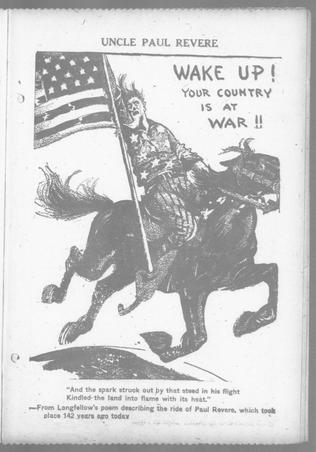 UNCLE PAUL REVERE
WAKE UP!
YOUR COUNTRY
IS AT
WAR !!
"And the spark struck out by that steed in his flight
Kindled the land into flame with its heat."
—From Longfellow's poem describing the ride of Paul Revere, which took
place 142 years ago today